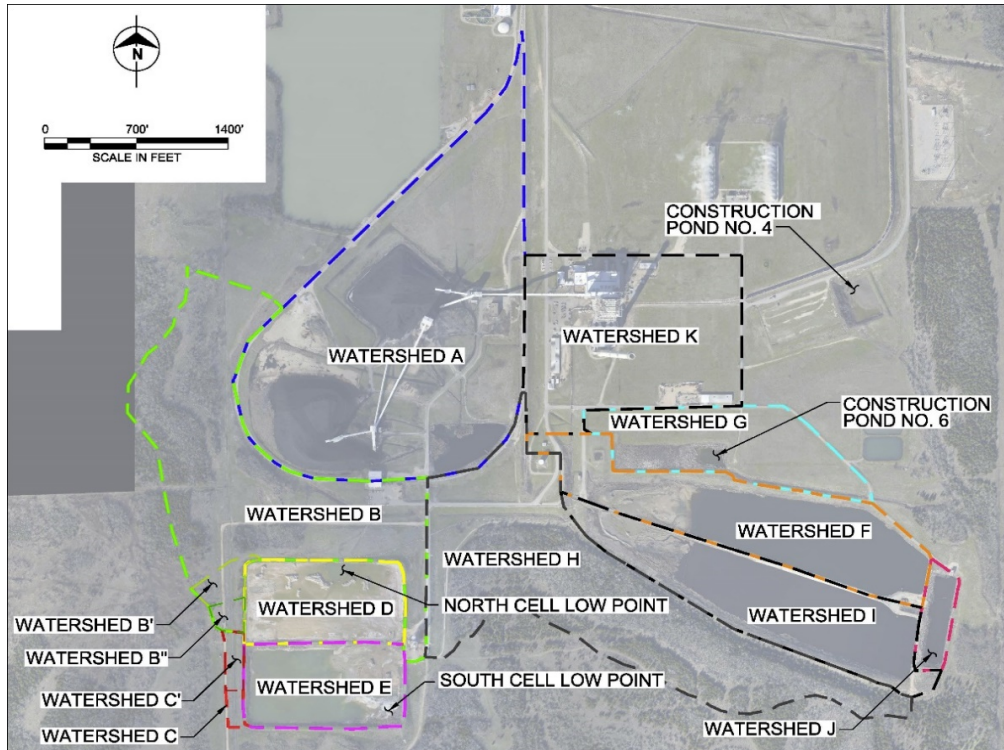 N
0 700' 1400'
SCALE IN FEET
CONSTRUCTION
POND NO. 4
WATERSHED K
WATERSHED A
WATERSHED G
CONSTRUCTION
POND NO. 6
WATERSHED B
WATERSHED F
WATERSHED H
WATERSHED D
NORTH CELL LOW POINT
WATERSHED I
WATERSHED B'
WATERSHED B"
WATERSHED E
SOUTH CELL LOW POINT
WATERSHED C'
WATERSHED C
WATERSHED J